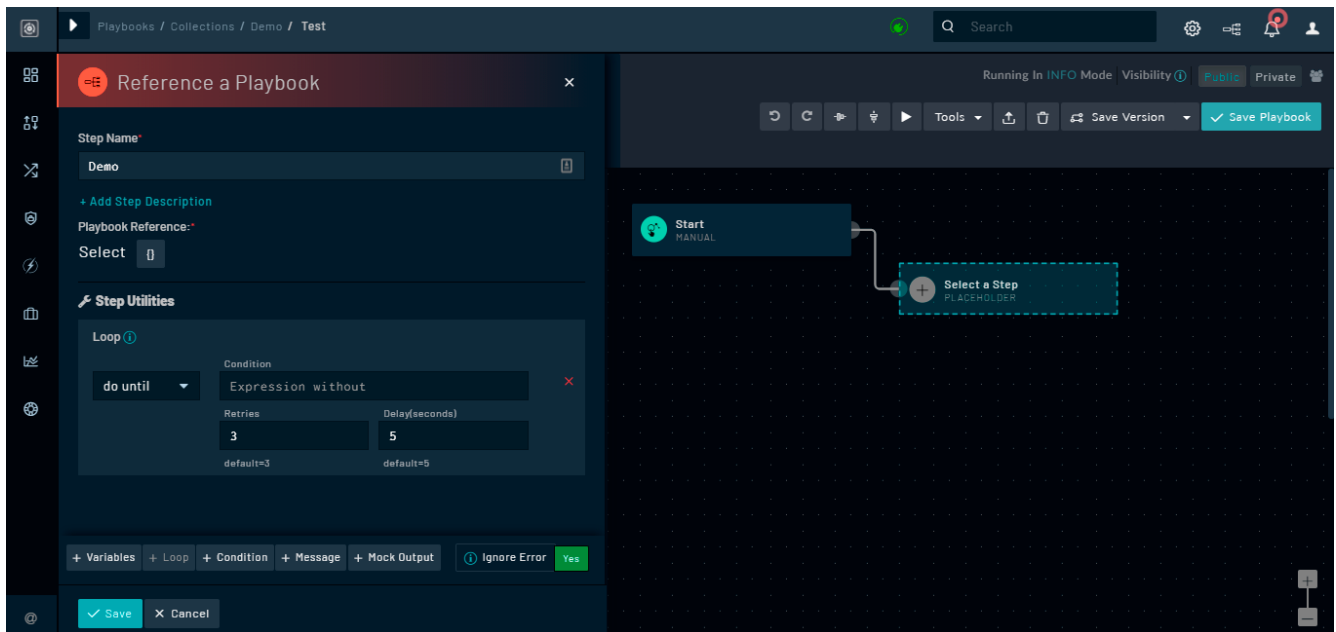 Playbooks / Collections / Demo / Test
Search
Running In INFO Mode Visibility Public Private
Tools Save Version Save Playbook
Reference a Playbook
Step Name*
Demo
+ Add Step Description
Playbook Reference:*
Select {}
Step Utilities
Loop
Condition
do until Expression without
Retries Delay(seconds)
3 5
default=3 default=5
+ Variables + Loop + Condition + Message + Mock Output Ignore Error Yes
Save Cancel
@
Start
MANUAL
Select a Step
PLACEHOLDER